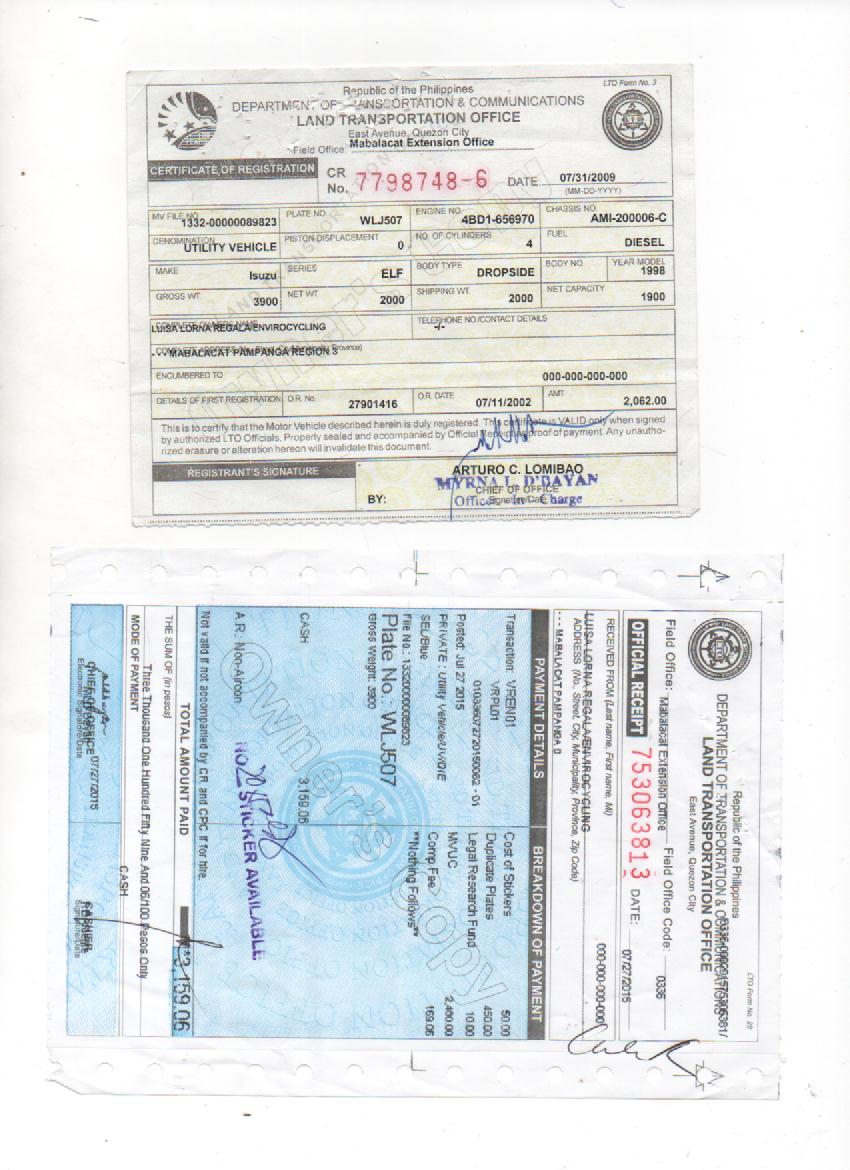 LTO Form No. 3
Republic of the Philippines
DEPARTMENT OF TRANSPORTATION & COMMUNICATIONS
LAND TRANSPORTATION OFFICE
East Avenue, Quezon City
Field Office: Mabalacat Extension Office
CERTIFICATE OF REGISTRATION
CR No. 7798748-6 DATE 07/31/2009
(MM-DD-YYYY)
MV FILE NO. 1332-00000089823 PLATE NO. WLJ507 ENGINE NO. 4BD1-656970 CHASSIS NO. AMI-200006-C
DENOMINATION UTILITY VEHICLE PISTON DISPLACEMENT 0 NO. OF CYLINDERS 4 FUEL DIESEL
MAKE Isuzu SERIES ELF BODY TYPE DROPSIDE BODY NO. YEAR MODEL 1998
GROSS WT. 3900 NET WT. 2000 SHIPPING WT. 2000 NET CAPACITY 1900
COMPLETE OWNER'S NAME TELEPHONE NO./CONTACT DETAILS
LUISA LORNA REGALA/ENVIROCYCLING -/-
- - - MABALACAT PAMPANGA REGION 3
ENCUMBERED TO 000-000-000-000
DETAILS OF FIRST REGISTRATION O.R. No. 27901416 O.R. DATE 07/11/2002 AMT 2,062.00
This is to certify that the Motor Vehicle described herein is duly registered. This certificate is VALID only when signed
by authorized LTO Officials, Properly sealed and accompanied by Official Receipt as proof of payment. Any unautho-
rized erasure or alteration hereon will invalidate this document.
REGISTRANT'S SIGNATURE
ARTURO C. LOMIBAO
MYRNA L. D'BAYAN
BY: CHIEF OF OFFICE
Officer In Charge
Signature/Date
Owner's Copy
LTO Form No. 28
Republic of the Philippines
DEPARTMENT OF TRANSPORTATION & COMMUNICATIONS
LAND TRANSPORTATION OFFICE
East Avenue, Quezon City
Field Office: Mabalacat Extension Office Field Office Code: 0336
OFFICIAL RECEIPT 753063813 DATE: 07/27/2015
RECEIVED FROM (Last name, First name, MI)
LUISA LORNA REGALA/ENVIROCYCLING 000-000-000-000
ADDRESS (No., Street, City, Municipality, Province, Zip Code)
- - - MABALACAT PAMPANGA 0
PAYMENT DETAILS BREAKDOWN OF PAYMENT
Transaction: VREN01 Cost of Stickers 50.00
VRPL01 Duplicate Plates 450.00
Legal Research Fund 10.00
Posted: Jul 27 2015 MVUC 2,480.00
PRIVATE : Utility Vehicle/UV/DIE Comp.Fee 169.06
SEL/Blue **Nothing Follows**
Plate No.: WLJ507
Gross Weight: 3900
CASH 3,159.06
A.R.: Non-Aircon
NO STICKER AVAILABLE
Owner's Copy
Not valid if not accompanied by CR and CPC if for hire.
TOTAL AMOUNT PAID **3,159.06
THE SUM OF (in pesos)
Three Thousand One Hundred Fifty Nine And 06/100 Pesos Only
MODE OF PAYMENT CASH
CHIEF OF OFFICE 07/27/2015
Electronic Signature/Date
CASHIER
Signature/Date